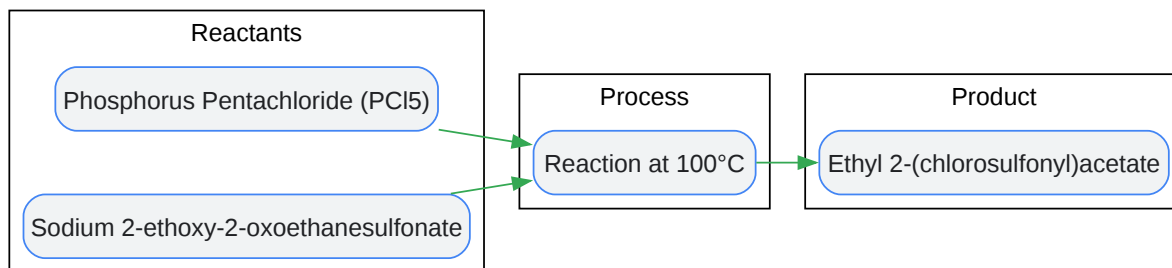 Reactants
Phosphorus Pentachloride (PCl5)
Sodium 2-ethoxy-2-oxoethanesulfonate
Process
Reaction at 100°C
Product
Ethyl 2-(chlorosulfonyl)acetate